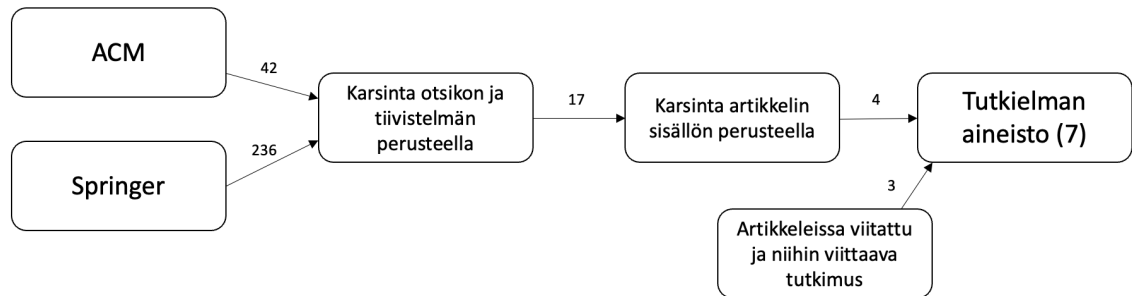 ACM
42
Springer
236
Karsinta otsikon ja
tiivistelmän
perusteella
17
Karsinta artikkelin
sisällön perusteella
4
Tutkielman
aineisto (7)
3
Artikkeleissa viitattu
ja niihin viittaava
tutkimus